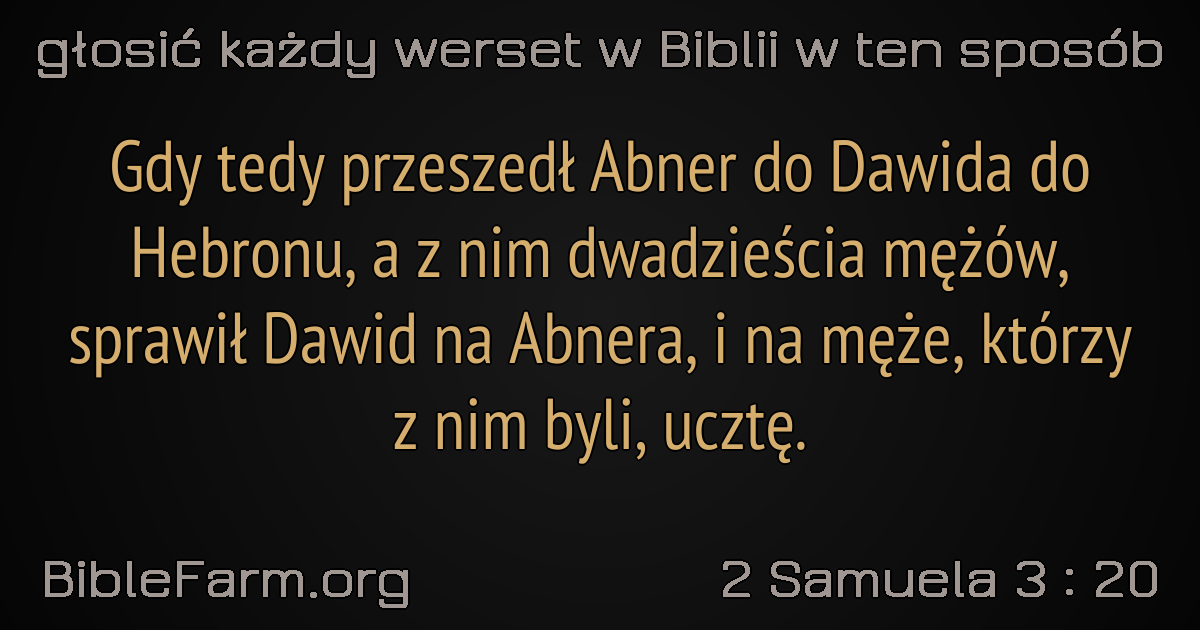 głosić każdy werset w Biblii w ten sposób
Gdy tedy przeszedł Abner do Dawida do
Hebronu, a z nim dwadzieścia mężów,
sprawił Dawid na Abnera, i na męże, którzy
z nim byli, ucztę.
BibleFarm.org
2 Samuela 3 : 20